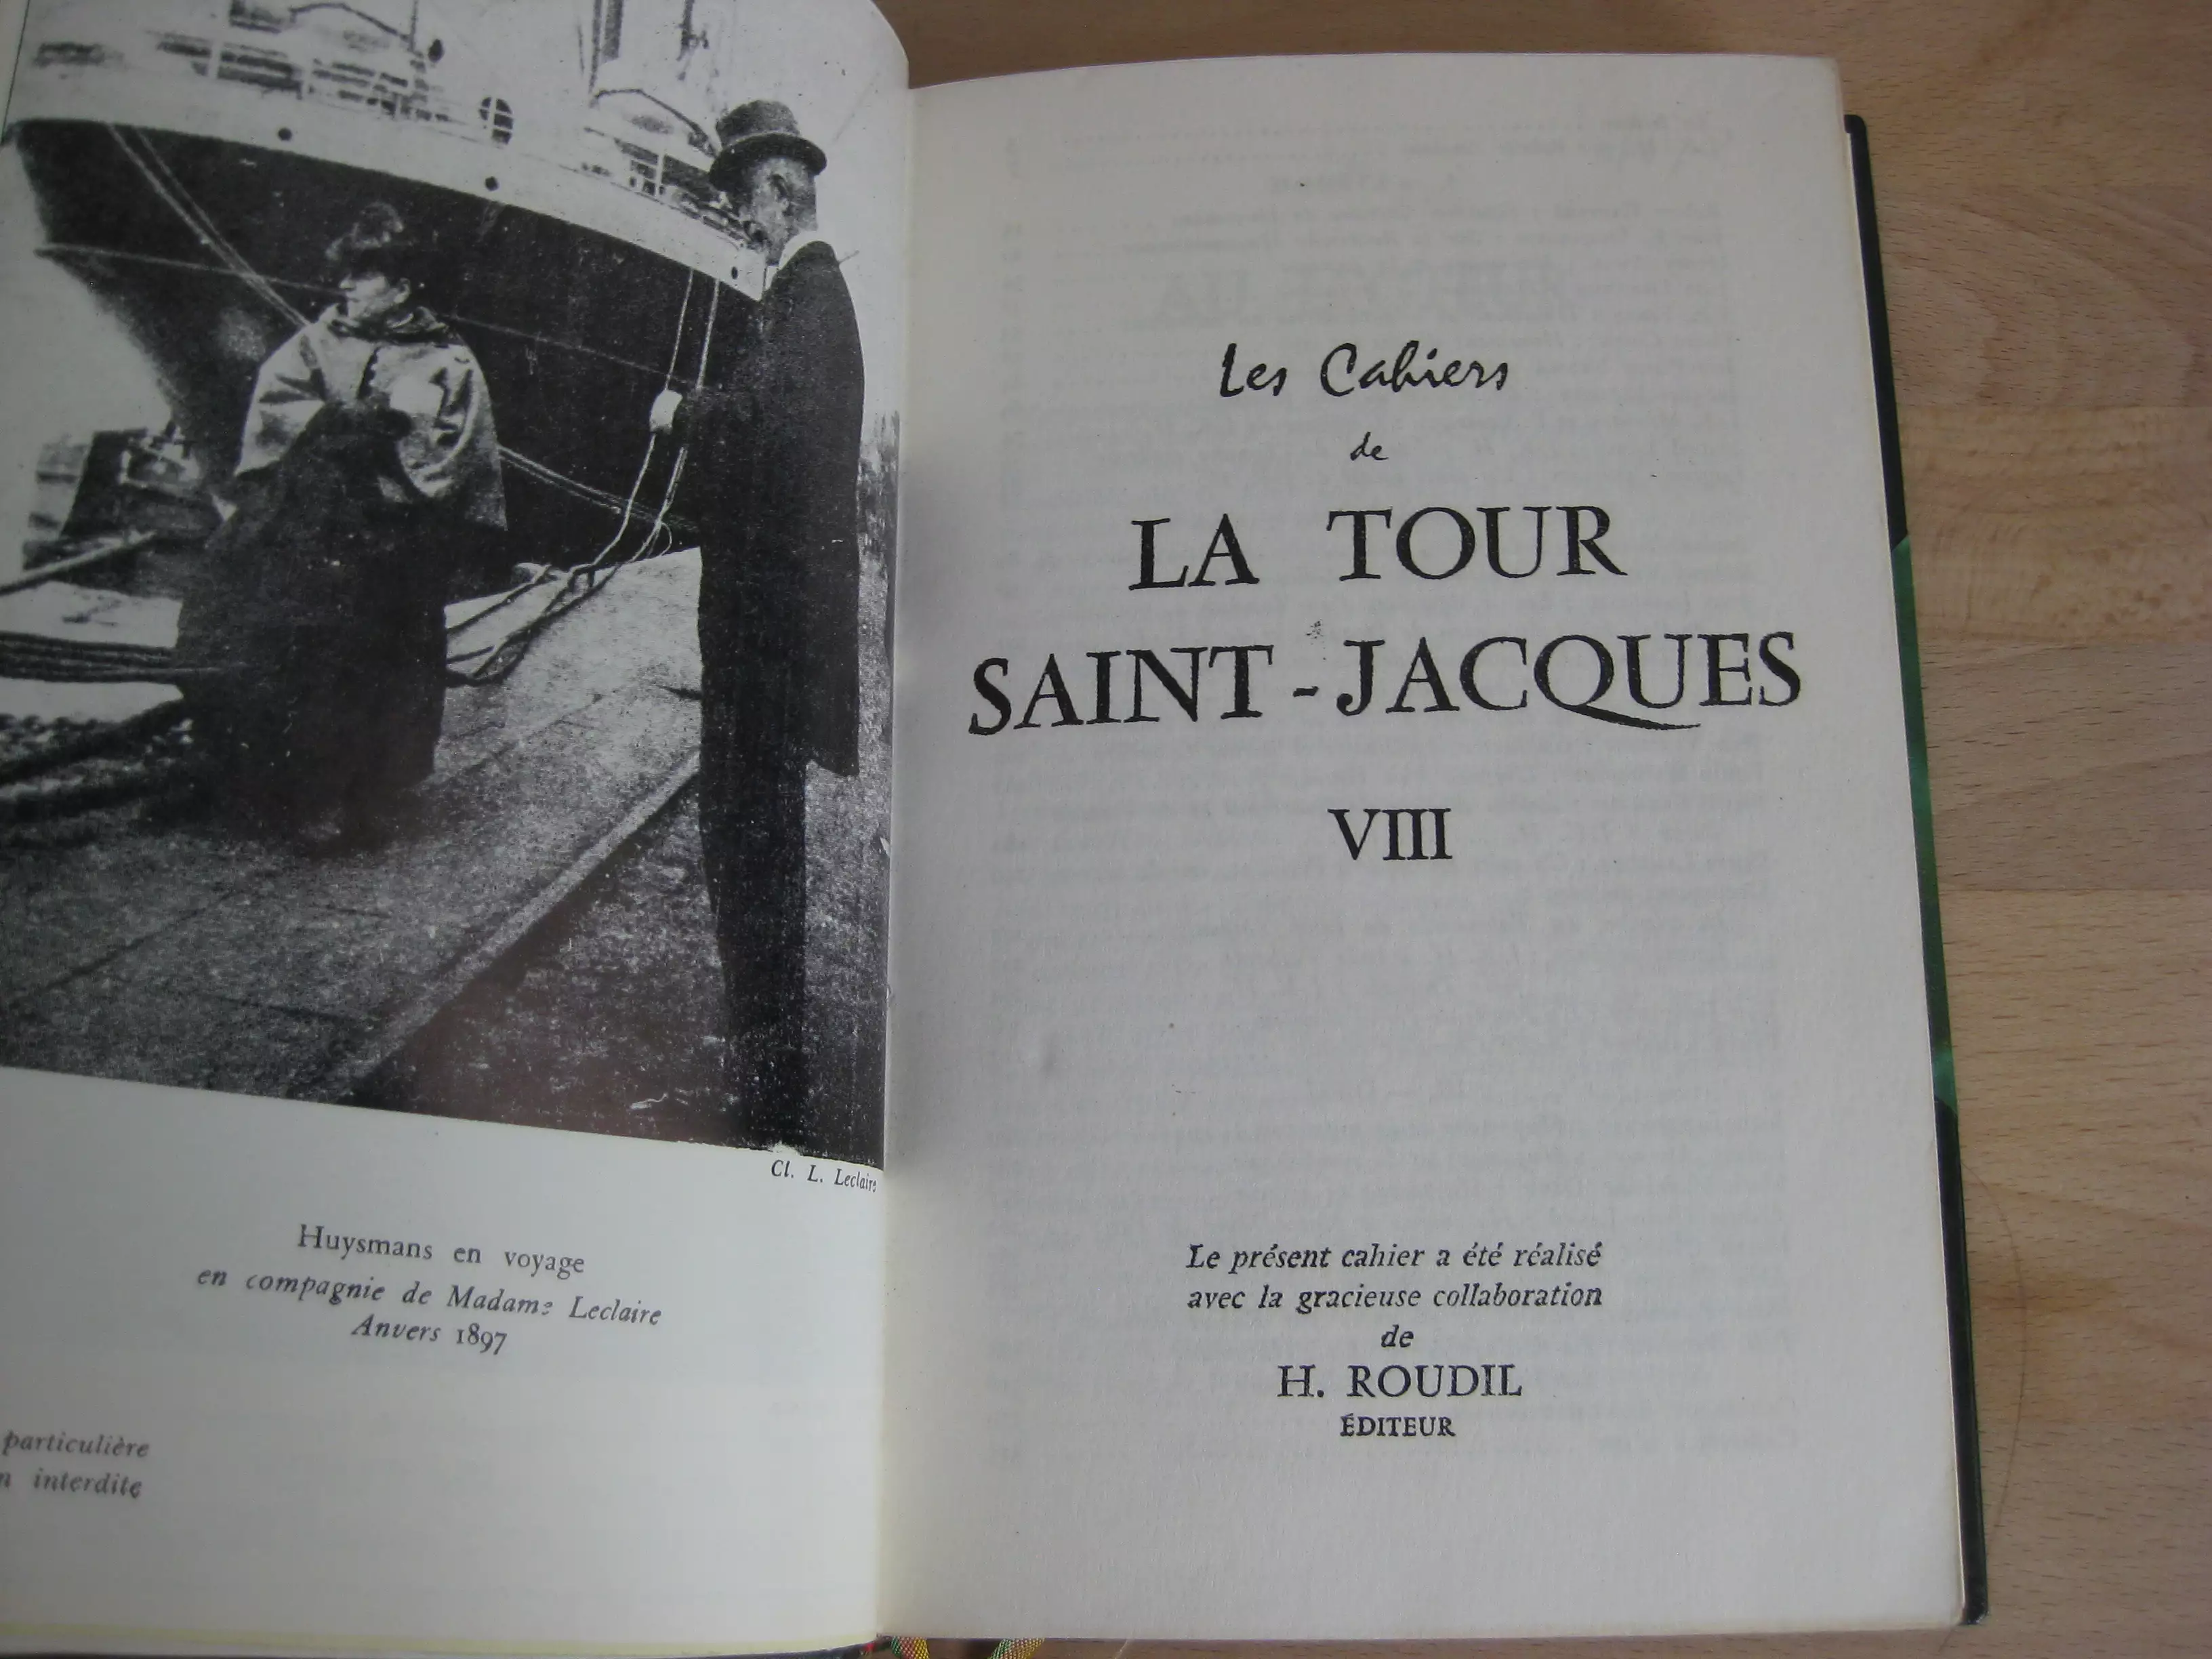 Cl. L. Leclaire
Huysmans en voyage
en compagnie de Madame Leclaire
Anvers 1897
particulière
interdite
Les Cahiers
de
LA TOUR
SAINT-JACQUES
VIII
Le présent cahier a été réalisé
avec la gracieuse collaboration
de
H. ROUDIL
ÉDITEUR